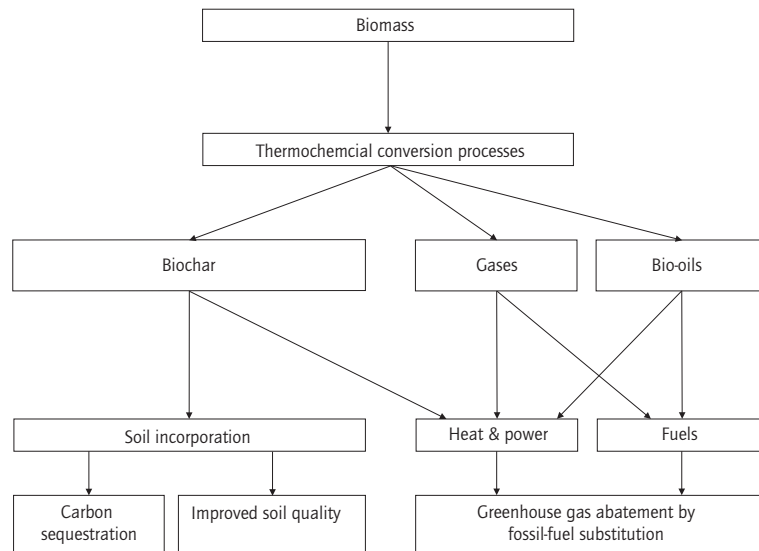 Biomass
Thermochemcial conversion processes
Biochar
Gases
Bio-oils
Soil incorporation
Heat & power
Fuels
Carbon
sequestration
Improved soil quality
Greenhouse gas abatement by
fossil-fuel substitution